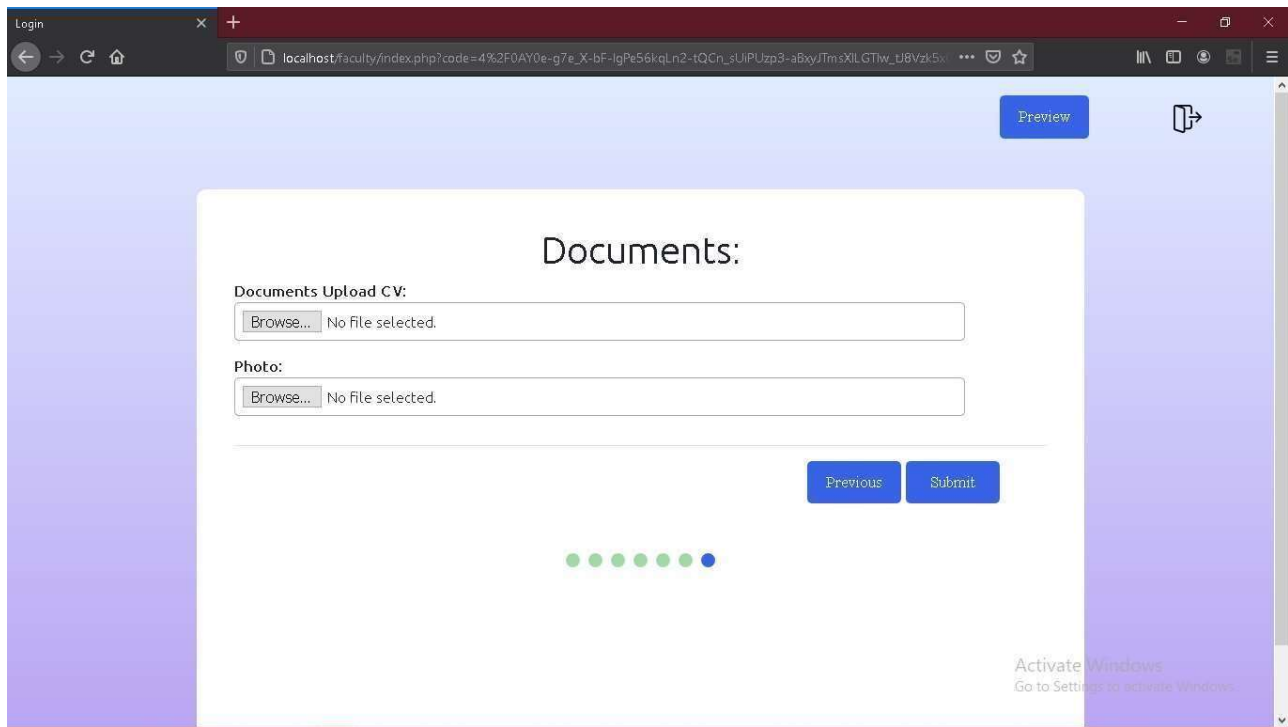 Login
localhost/faculty/index.php?code=4%2F0AY0e-g7e_X-bF-IgPe56kqLn2-tQCn_sUiPUzp3-aBxyJTmsXlLGTlw_tJ8Vzk5x
Preview
Documents:
Documents Upload CV:
Browse... No file selected.
Photo:
Browse... No file selected.
Previous Submit
Activate Windows
Go to Settings to activate Windows.